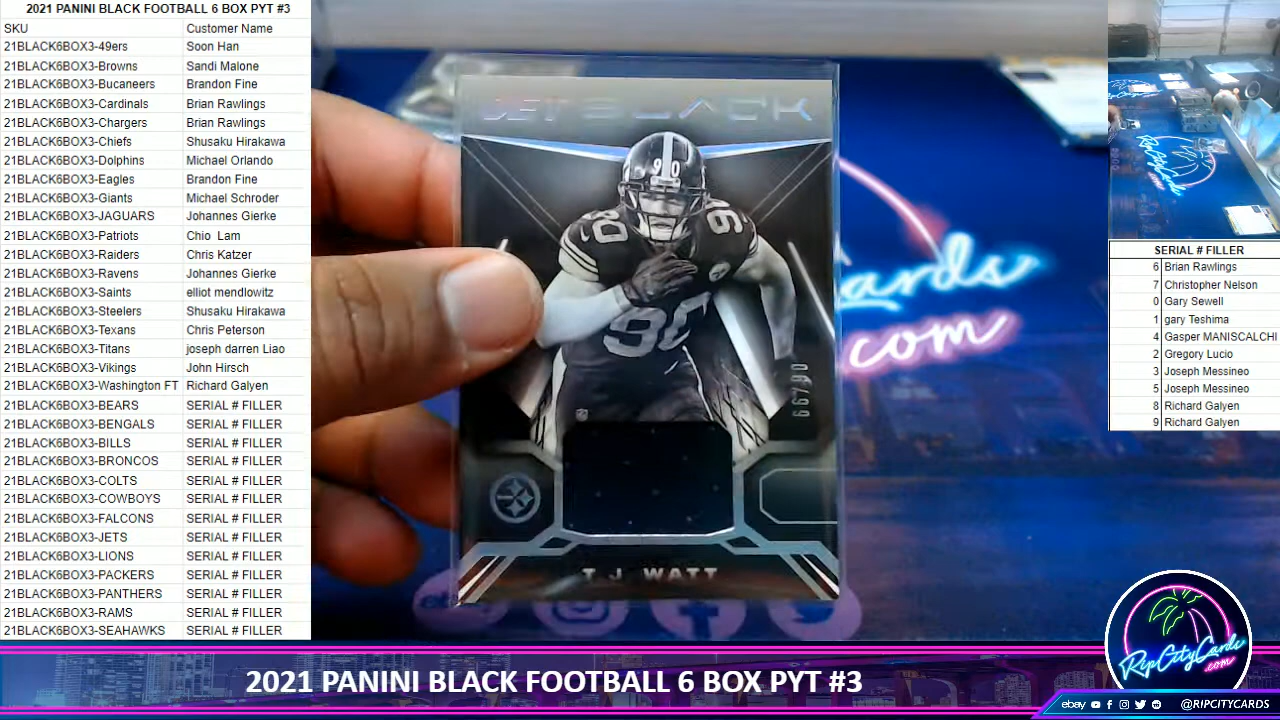 2021 PANINI BLACK FOOTBALL 6 BOX PYT #3
SKU Customer Name
21BLACK6BOX3-49ers Soon Han
21BLACK6BOX3-Browns Sandi Malone
21BLACK6BOX3-Bucaneers Brandon Fine
21BLACK6BOX3-Cardinals Brian Rawlings
21BLACK6BOX3-Chargers Brian Rawlings
21BLACK6BOX3-Chiefs Shusaku Hirakawa
21BLACK6BOX3-Dolphins Michael Orlando
21BLACK6BOX3-Eagles Brandon Fine
21BLACK6BOX3-Giants Michael Schroder
21BLACK6BOX3-JAGUARS Johannes Gierke
21BLACK6BOX3-Patriots Chio Lam
21BLACK6BOX3-Raiders Chris Katzer
21BLACK6BOX3-Ravens Johannes Gierke
21BLACK6BOX3-Saints elliot mendlowitz
21BLACK6BOX3-Steelers Shusaku Hirakawa
21BLACK6BOX3-Texans Chris Peterson
21BLACK6BOX3-Titans joseph darren Liao
21BLACK6BOX3-Vikings John Hirsch
21BLACK6BOX3-Washington FT Richard Galyen
21BLACK6BOX3-BEARS SERIAL # FILLER
21BLACK6BOX3-BENGALS SERIAL # FILLER
21BLACK6BOX3-BILLS SERIAL # FILLER
21BLACK6BOX3-BRONCOS SERIAL # FILLER
21BLACK6BOX3-COLTS SERIAL # FILLER
21BLACK6BOX3-COWBOYS SERIAL # FILLER
21BLACK6BOX3-FALCONS SERIAL # FILLER
21BLACK6BOX3-JETS SERIAL # FILLER
21BLACK6BOX3-LIONS SERIAL # FILLER
21BLACK6BOX3-PACKERS SERIAL # FILLER
21BLACK6BOX3-PANTHERS SERIAL # FILLER
21BLACK6BOX3-RAMS SERIAL # FILLER
21BLACK6BOX3-SEAHAWKS SERIAL # FILLER
JET BLACK
90
90 90
90
66/90
T.J. WATT
ards
.com
SERIAL # FILLER
6 Brian Rawlings
7 Christopher Nelson
0 Gary Sewell
1 gary Teshima
4 Gasper MANISCALCHI
2 Gregory Lucio
3 Joseph Messineo
5 Joseph Messineo
8 Richard Galyen
9 Richard Galyen
RipCityCards
.com
2021 PANINI BLACK FOOTBALL 6 BOX PYT #3
ebay @RIPCITYCARDS